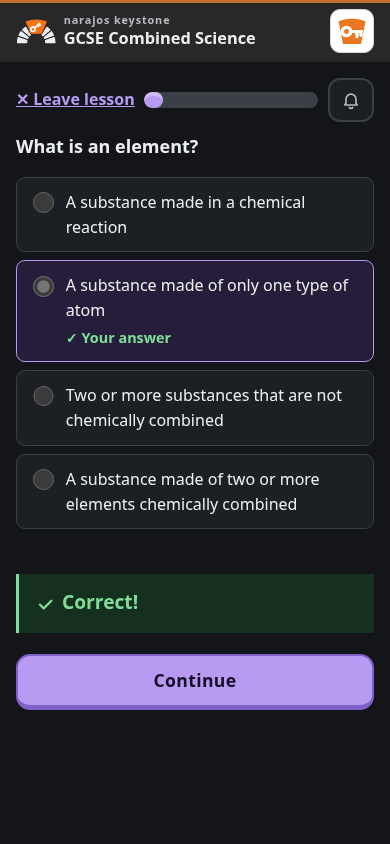 narajos keystone
GCSE Combined Science
✕ Leave lesson
What is an element?
A substance made in a chemical
reaction
A substance made of only one type of
atom
✓ Your answer
Two or more substances that are not
chemically combined
A substance made of two or more
elements chemically combined
Correct!
Continue